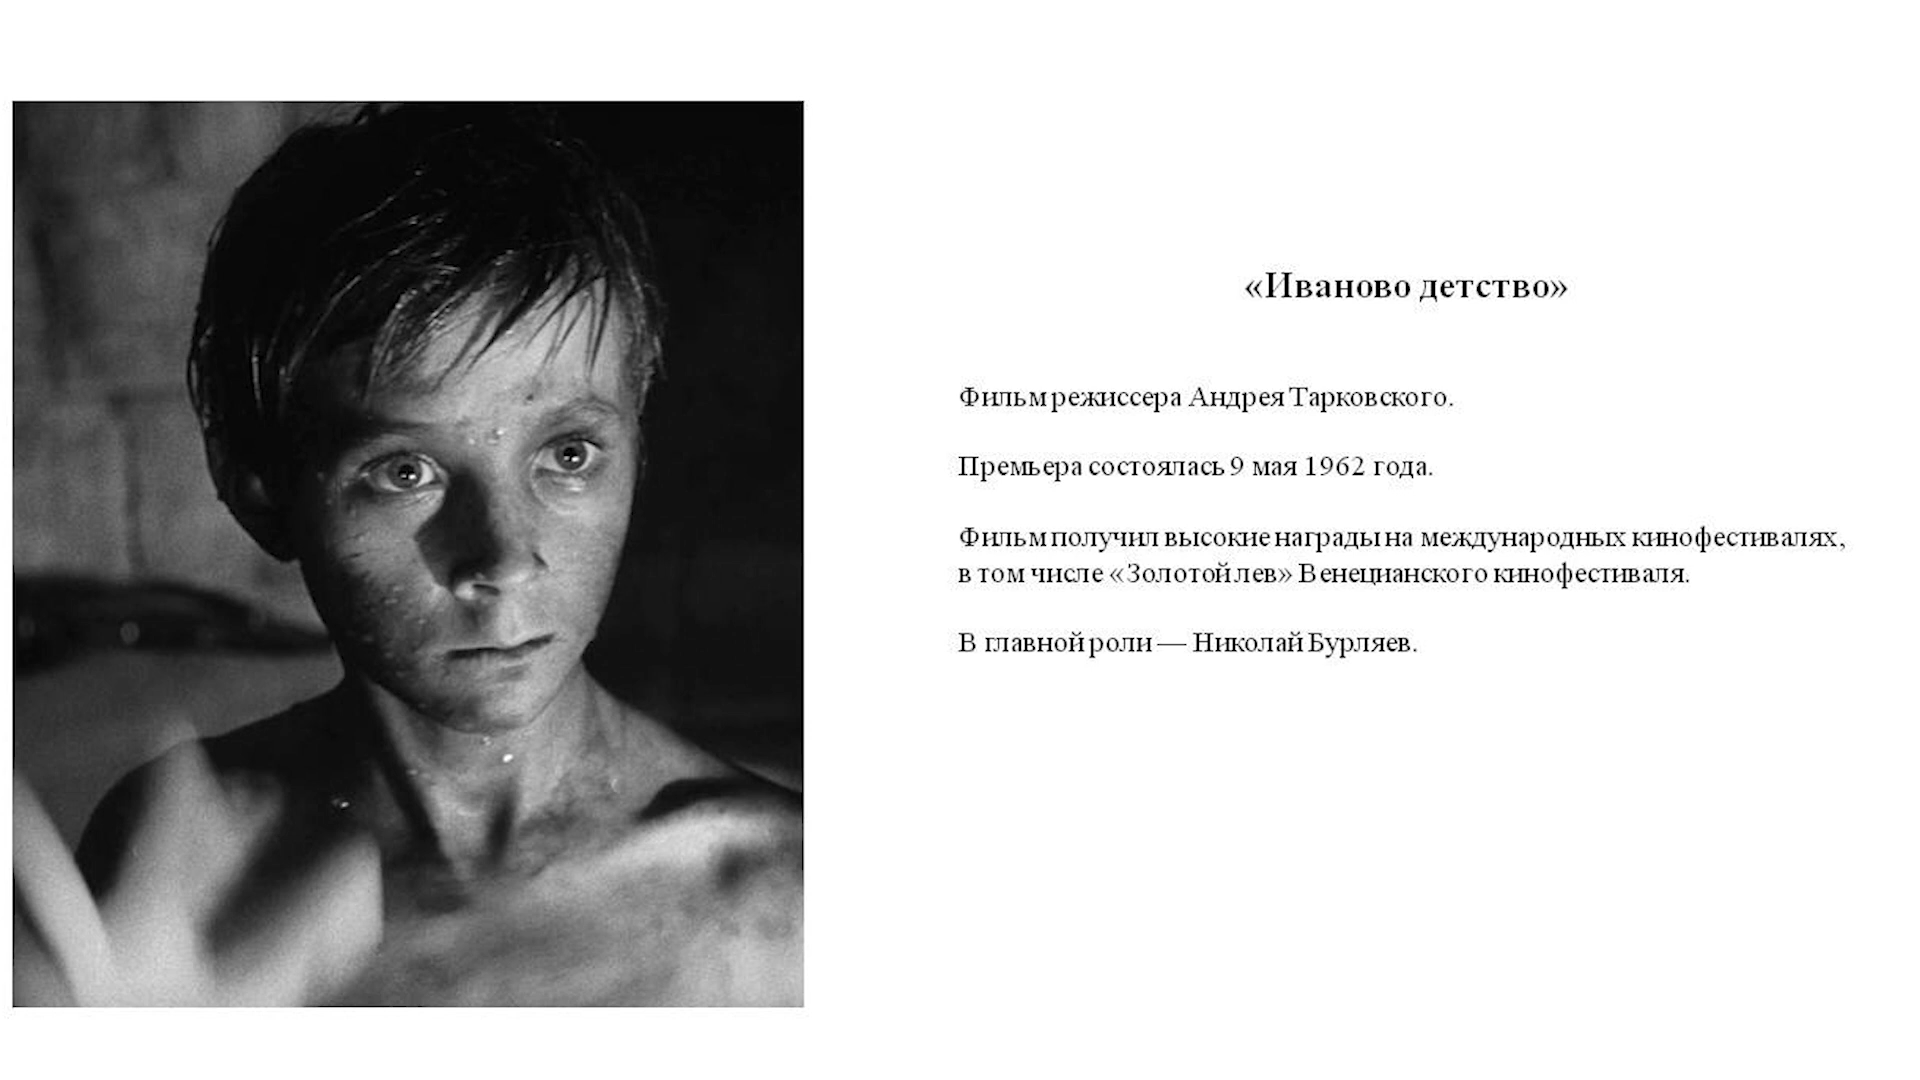 «Иваново детство»
Фильм режиссера Андрея Тарковского.
Премьера состоялась 9 мая 1962 года.
Фильм получил высокие награды на международных кинофестивалях,
в том числе «Золотой лев» Венецианского кинофестиваля.
В главной роли — Николай Бурляев.